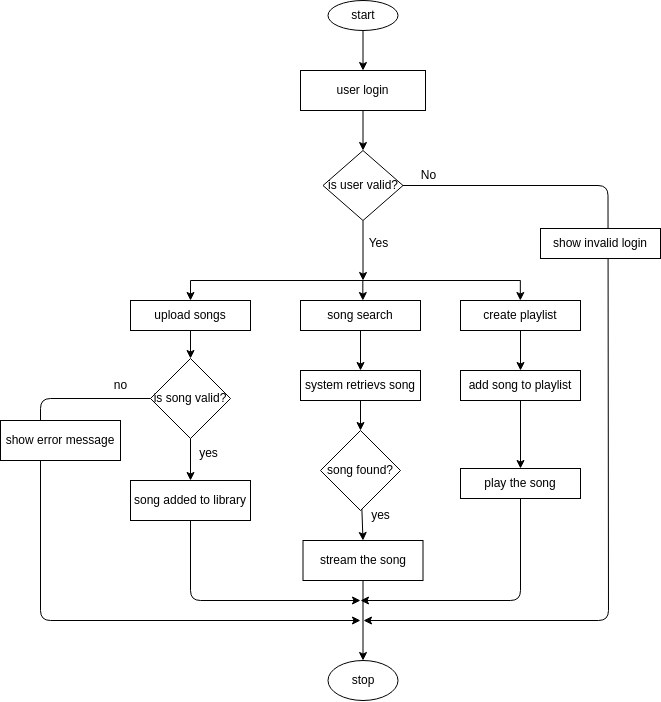 start
user login
is user valid?
No
Yes
show invalid login
upload songs
song search
create playlist
no
is song valid?
system retrievs song
add song to playlist
show error message
yes
song found?
play the song
song added to library
yes
stream the song
stop